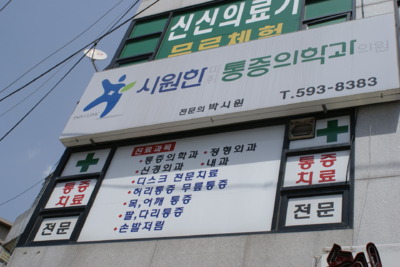 신신의료기
무료체험
시원한 통증의학과의원
전문의 박시원
T.593-8383
진료과목
• 통증의학과 • 정형외과
• 신경외과 • 내과
• 디스크 전문치료
• 허리통증 무릎통증
• 목,어깨 통증
• 팔,다리통증
• 손발저림
통증
치료
전문
통증
치료
전문